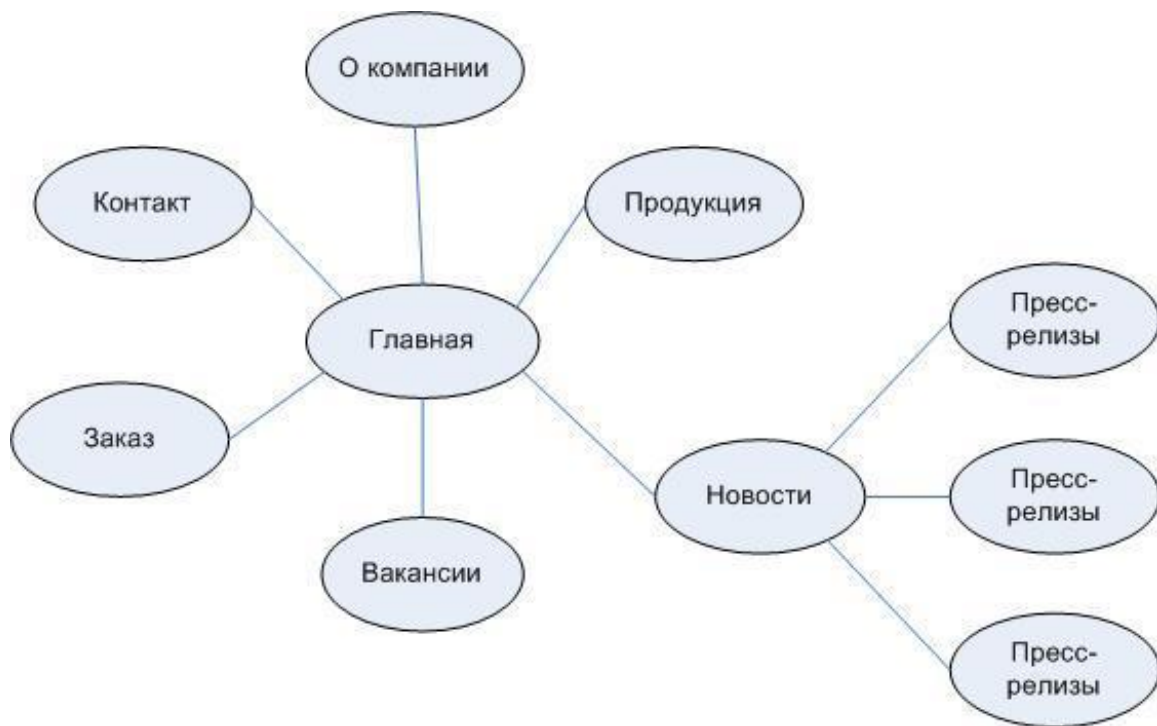 О компании
Контакт
Продукция
Главная
Пресс-
релизы
Заказ
Новости
Пресс-
релизы
Вакансии
Пресс-
релизы